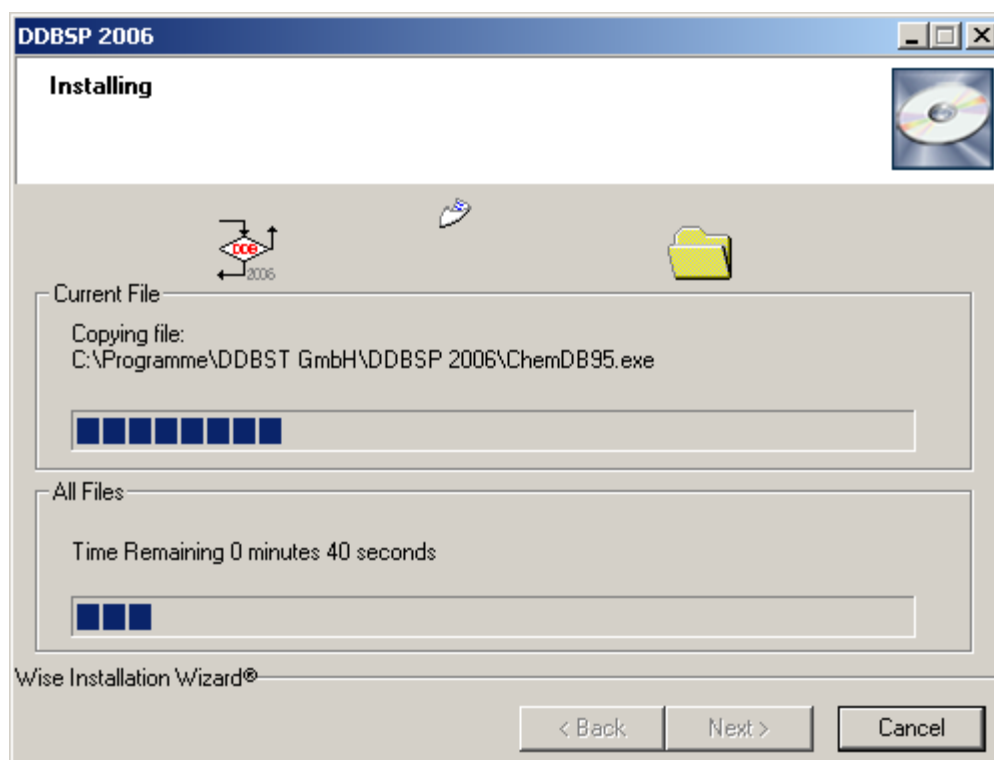 DDBSP 2006
Installing
DDB
2006
Current File
Copying file:
C:\Programme\DDBST GmbH\DDBSP 2006\ChemDB95.exe
All Files
Time Remaining 0 minutes 40 seconds
Wise Installation Wizard®
< Back
Next >
Cancel